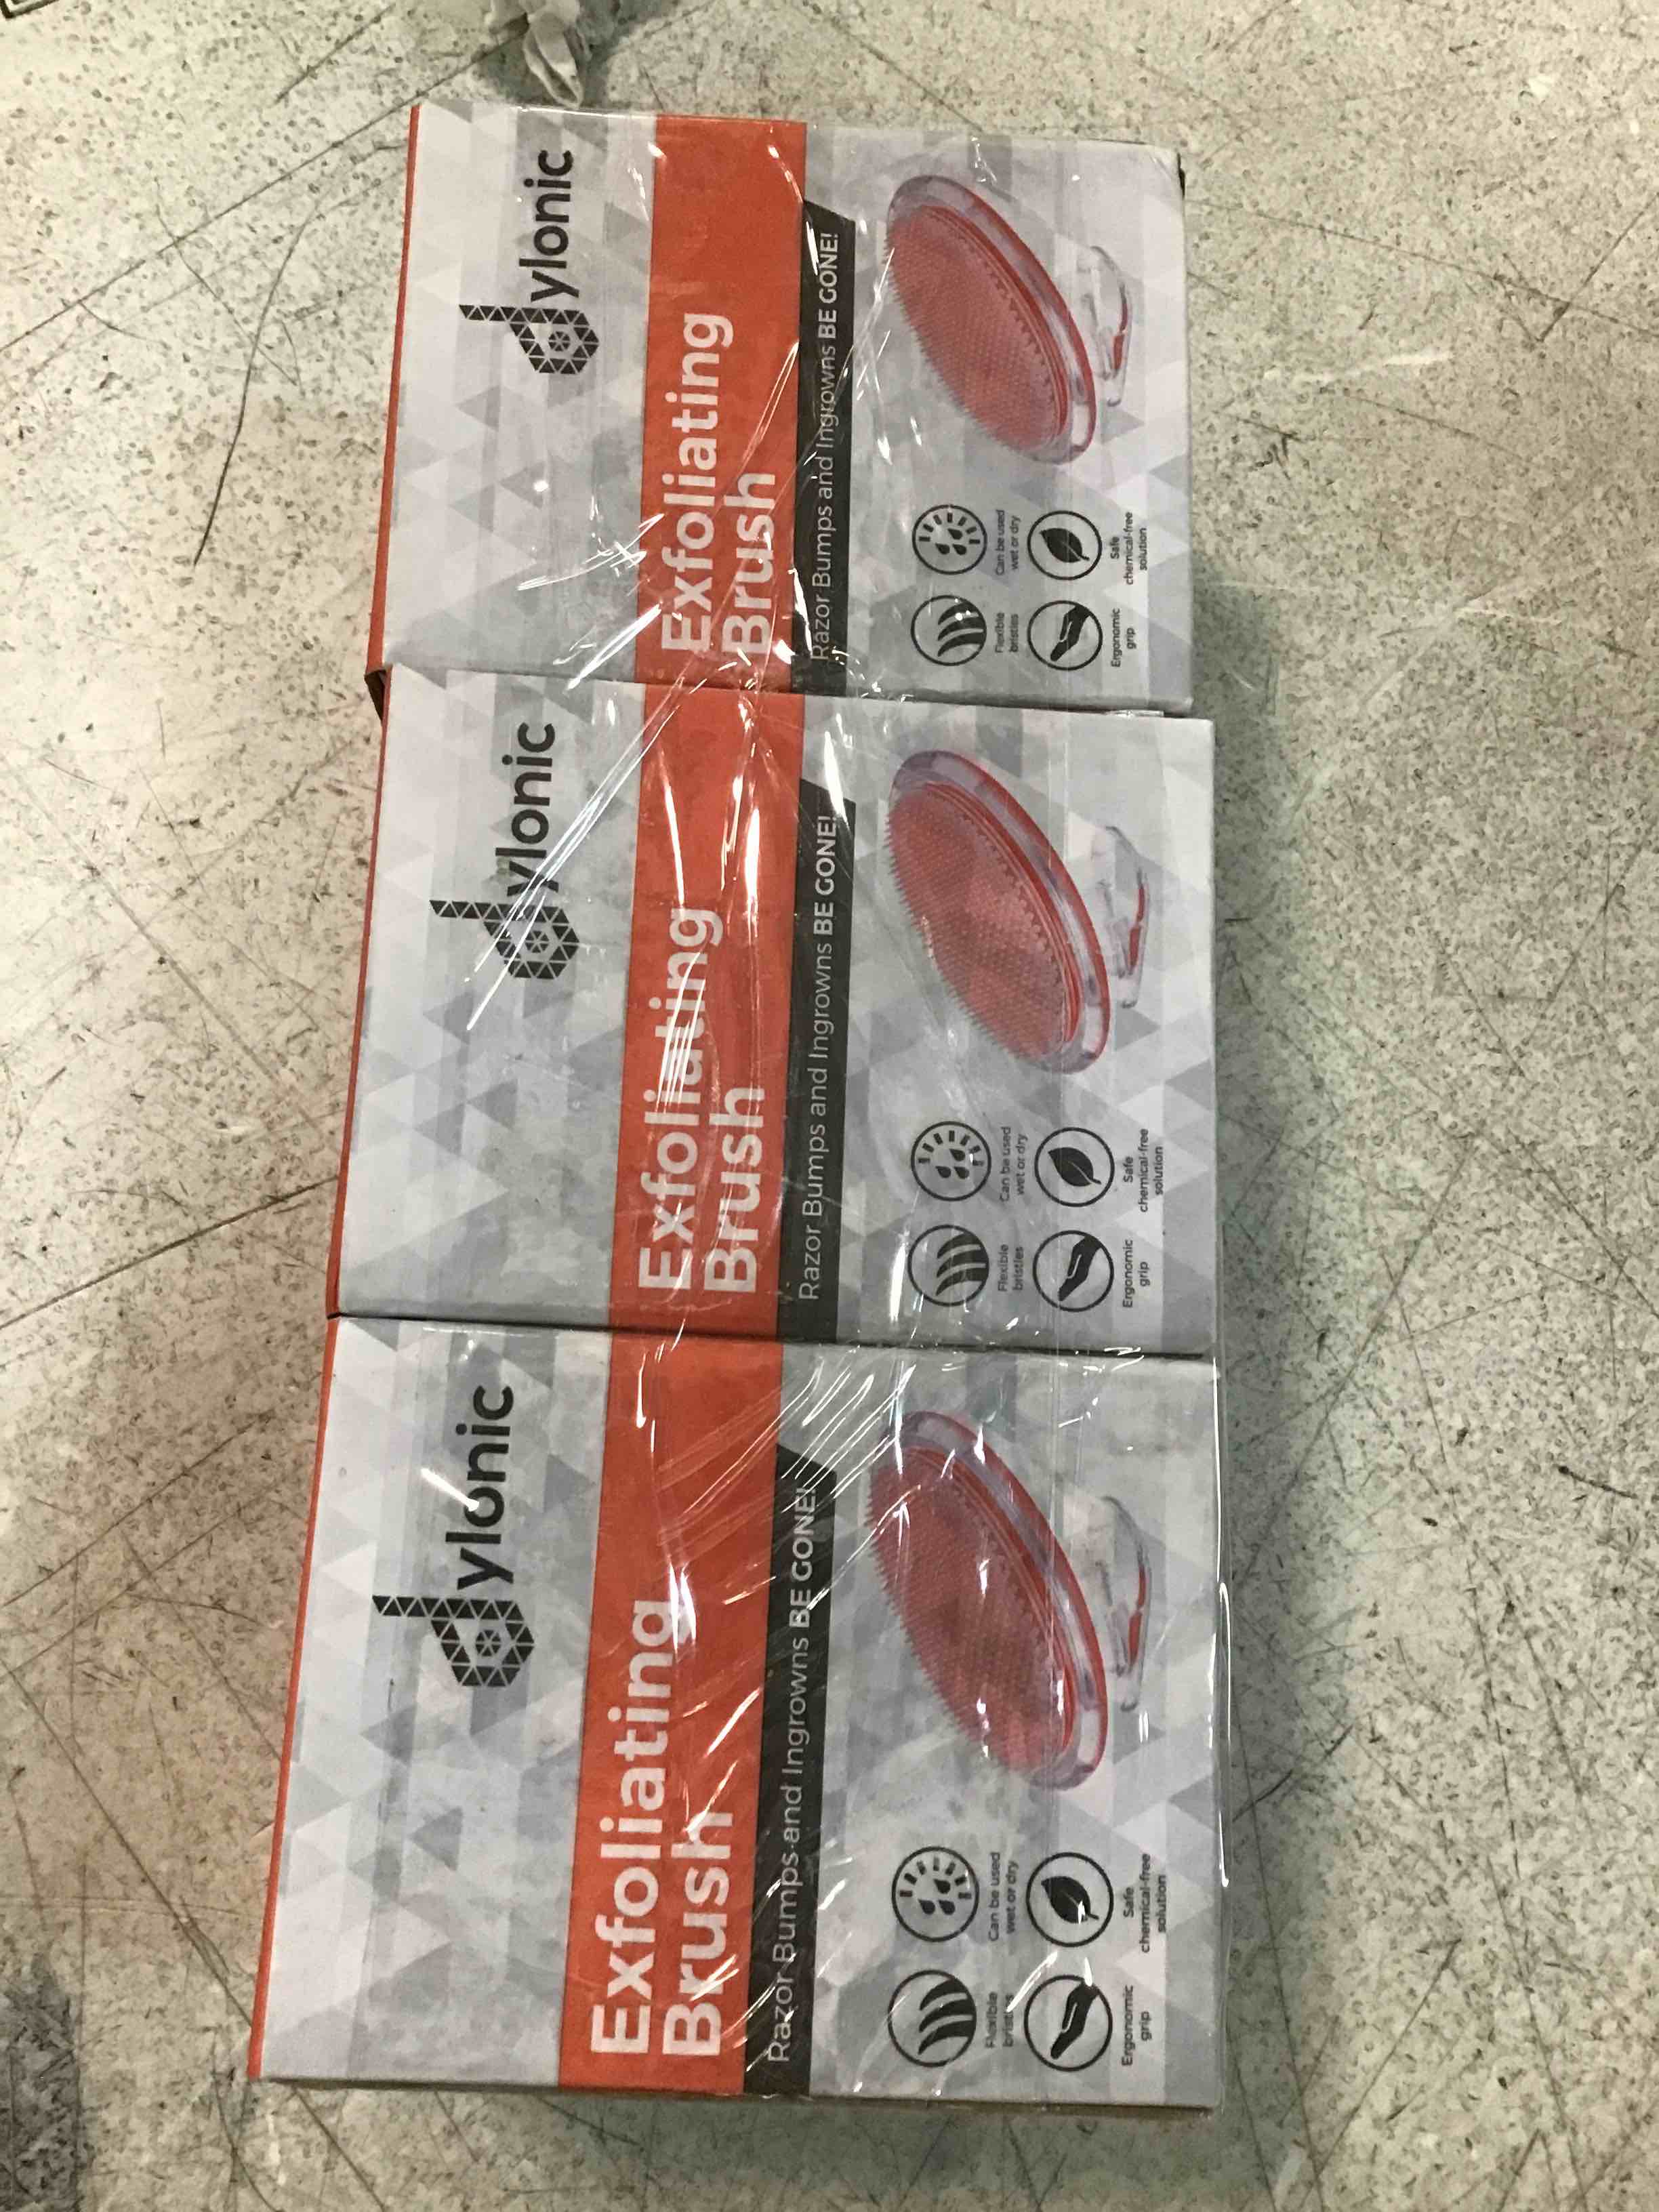 dylonic
Exfoliating
Brush
Razor Bumps and Ingrowns BE GONE!
Flexible
bristles
Can be used
wet or dry
Ergonomic
grip
Safe
chemical-free
solution
dylonic
Exfoliating
Brush
Razor Bumps and Ingrowns BE GONE!
Flexible
bristles
Can be used
wet or dry
Ergonomic
grip
Safe
chemical-free
solution
dylonic
Exfoliating
Brush
Razor Bumps and Ingrowns BE GONE!
Flexible
bristles
Can be used
wet or dry
Ergonomic
grip
Safe
chemical-free
solution